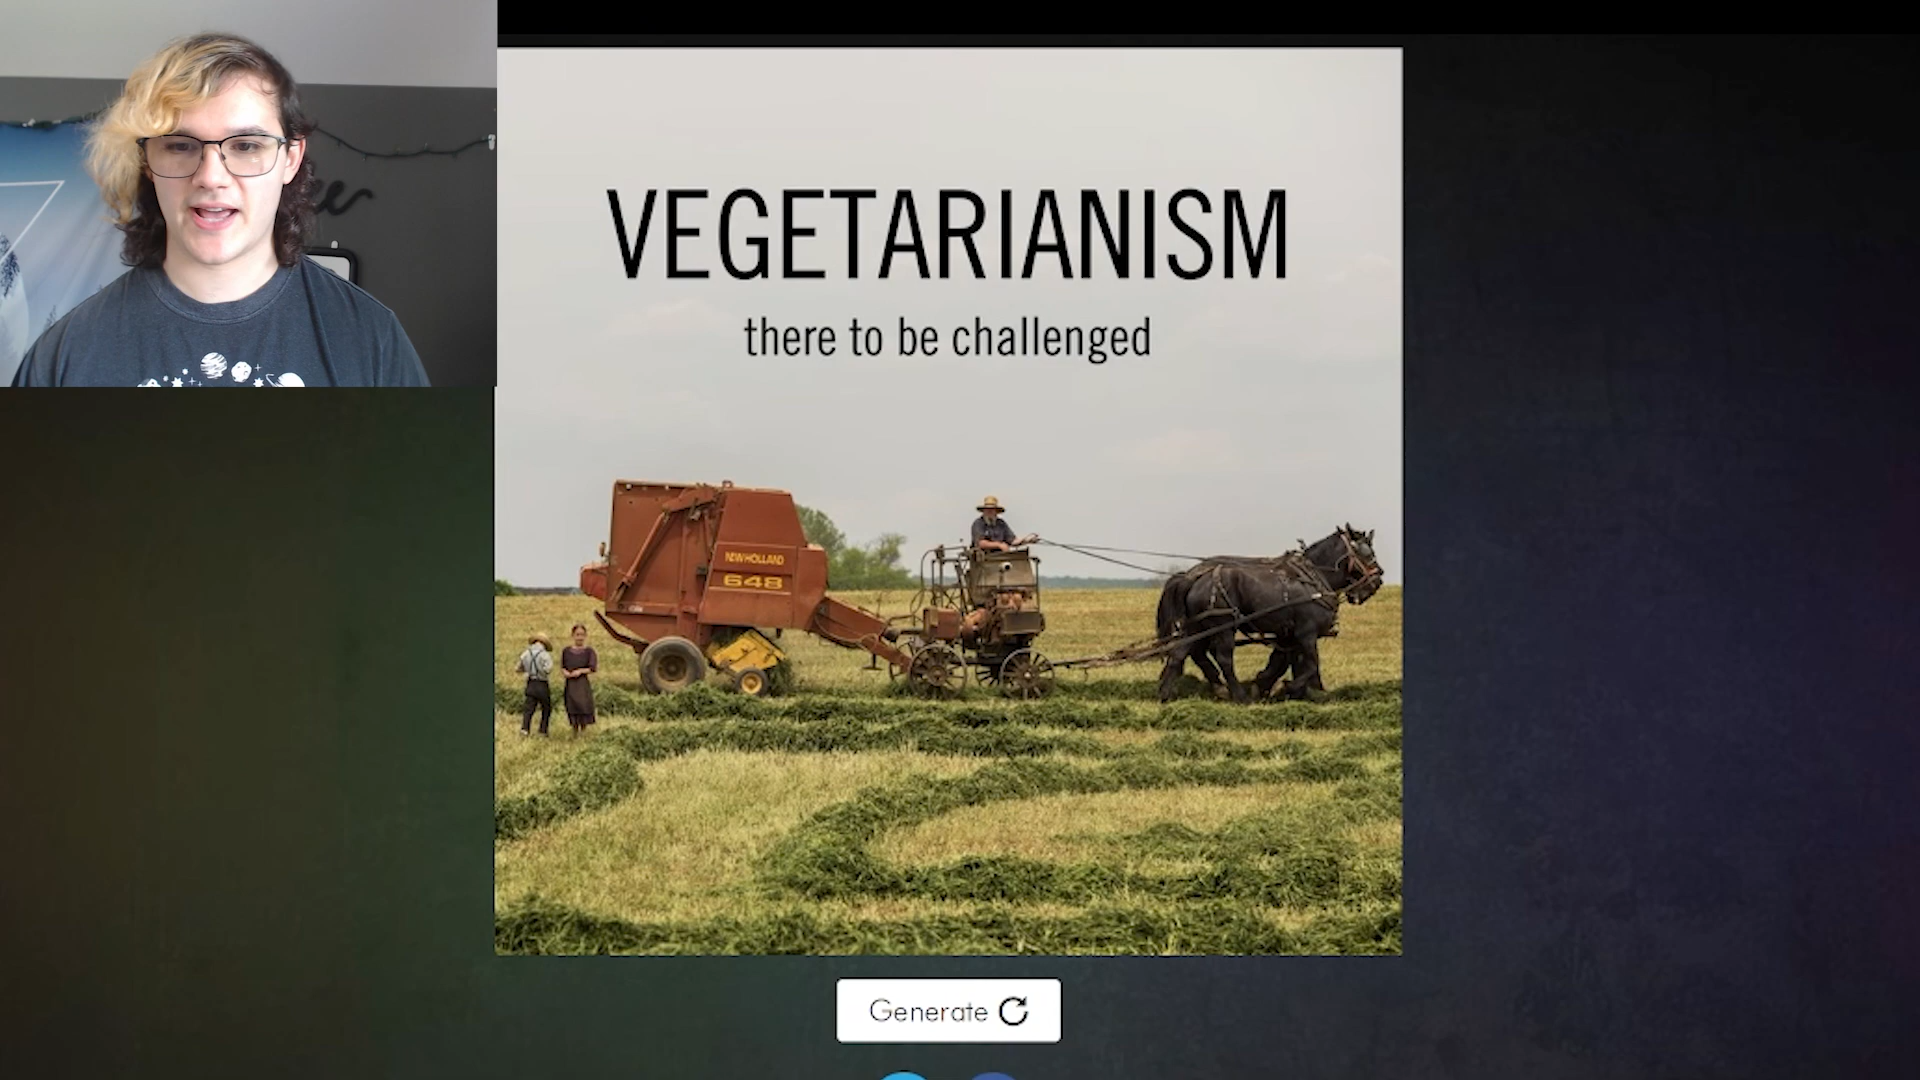 VEGETARIANISM
there to be challenged
NEW HOLLAND
648
Generate